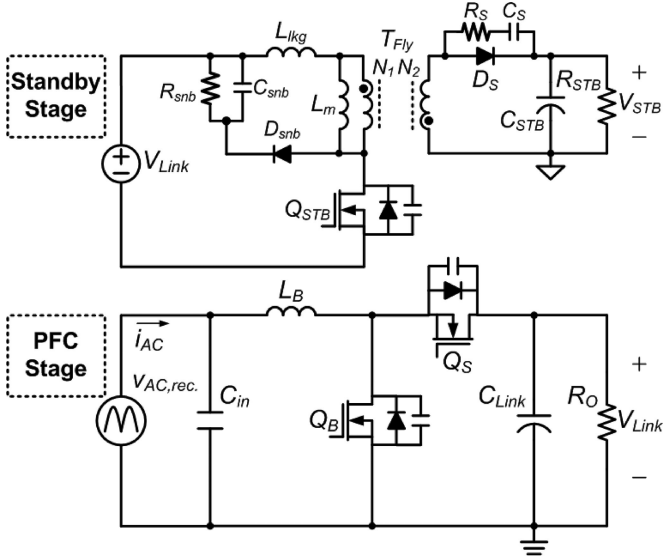 Standby
Stage
L_lkg
R_snb
C_snb
L_m
D_snb
T_Fly
N_1 N_2
R_S C_S
D_S
R_STB
C_STB
+
V_STB
−
+
−
V_Link
Q_STB
PFC
Stage
i_AC
v_AC,rec.
C_in
L_B
Q_B
Q_S
C_Link
R_O
+
V_Link
−